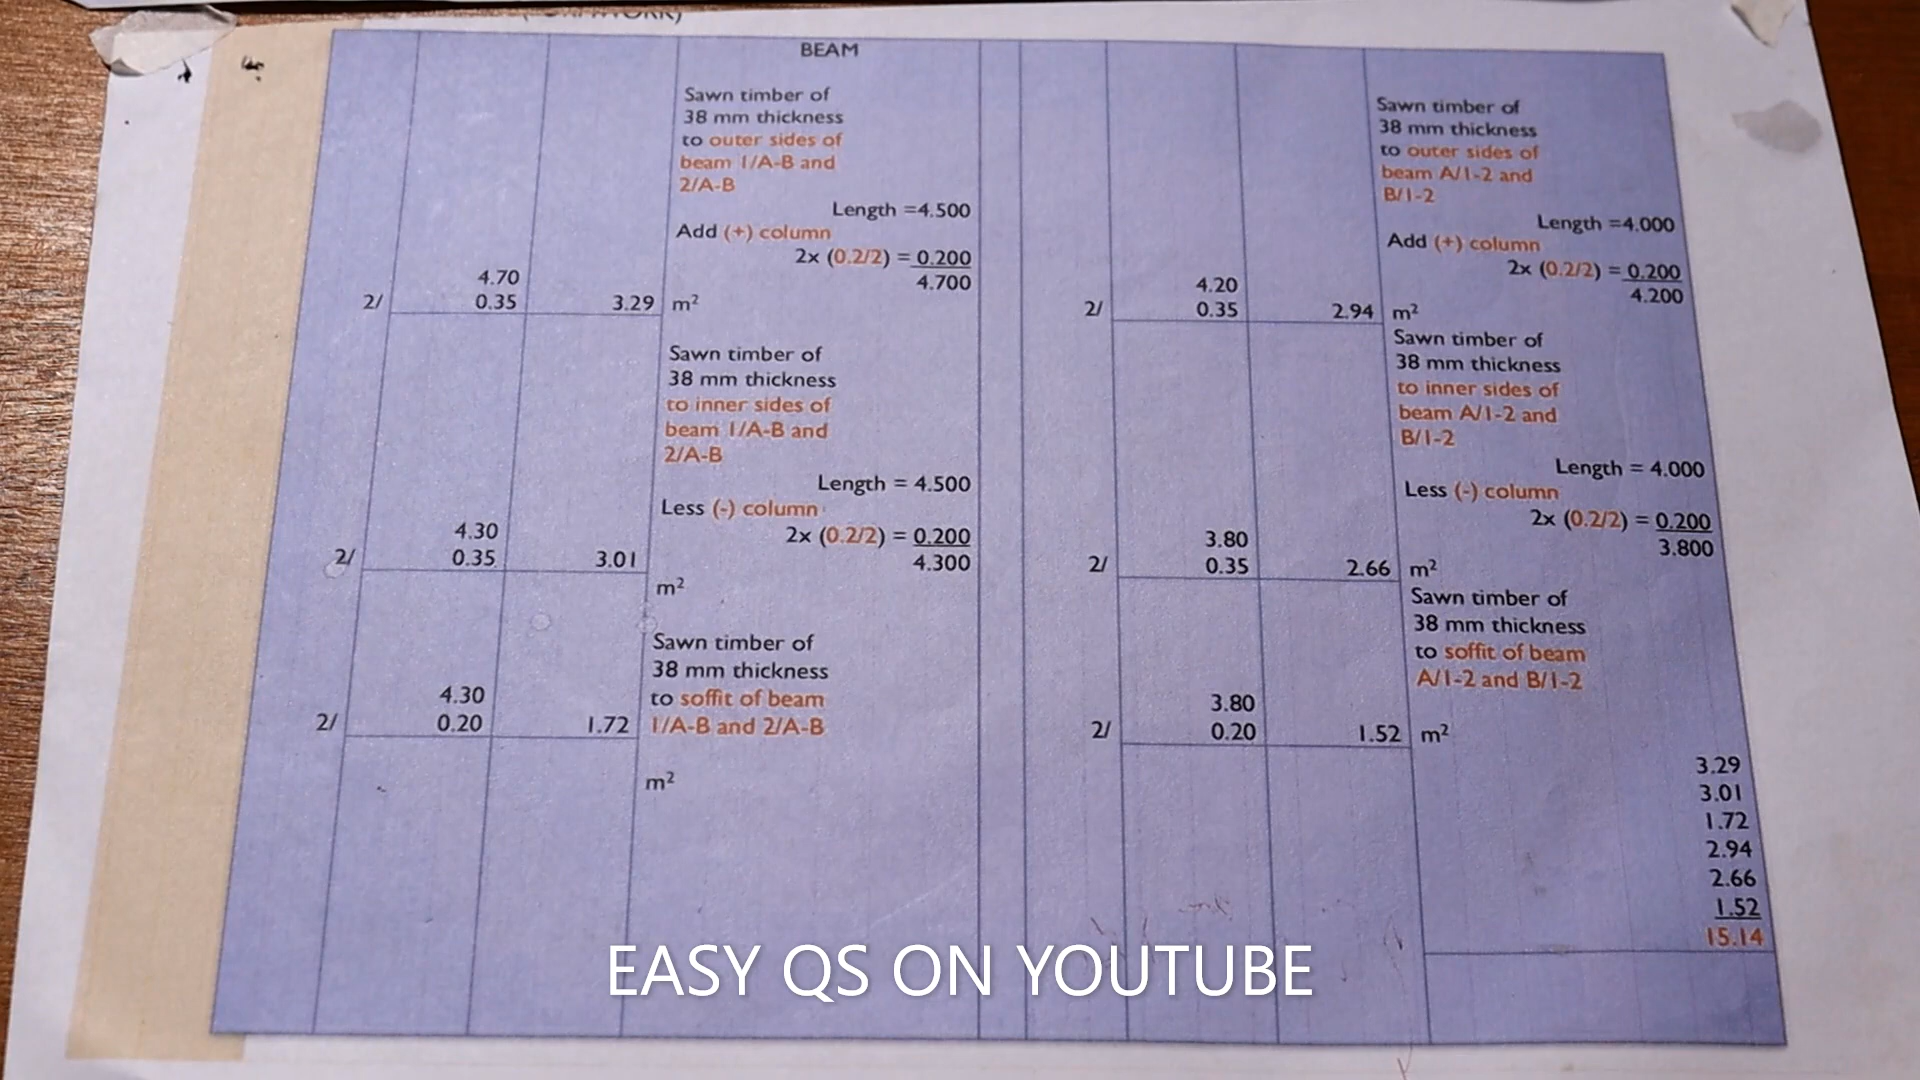 BEAM
Sawn timber of
38 mm thickness
to outer sides of
beam 1/A-B and
2/A-B
Length =4.500
Add (+) column
2x (0.2/2) = 0.200
4.700
4.70
2/ 0.35 3.29 m²
Sawn timber of
38 mm thickness
to inner sides of
beam 1/A-B and
2/A-B
Length = 4.500
Less (-) column
2x (0.2/2) = 0.200
4.300
4.30
2/ 0.35 3.01
m²
Sawn timber of
38 mm thickness
to soffit of beam
1/A-B and 2/A-B
4.30
2/ 0.20 1.72
m²
Sawn timber of
38 mm thickness
to outer sides of
beam A/1-2 and
B/1-2
Length =4.000
Add (+) column
2x (0.2/2) = 0.200
4.200
4.20
2/ 0.35 2.94 m²
Sawn timber of
38 mm thickness
to inner sides of
beam A/1-2 and
B/1-2
Length = 4.000
Less (-) column
2x (0.2/2) = 0.200
3.800
3.80
2/ 0.35 2.66 m²
Sawn timber of
38 mm thickness
to soffit of beam
A/1-2 and B/1-2
3.80
2/ 0.20 1.52 m²
3.29
3.01
1.72
2.94
2.66
1.52
15.14
EASY QS ON YOUTUBE